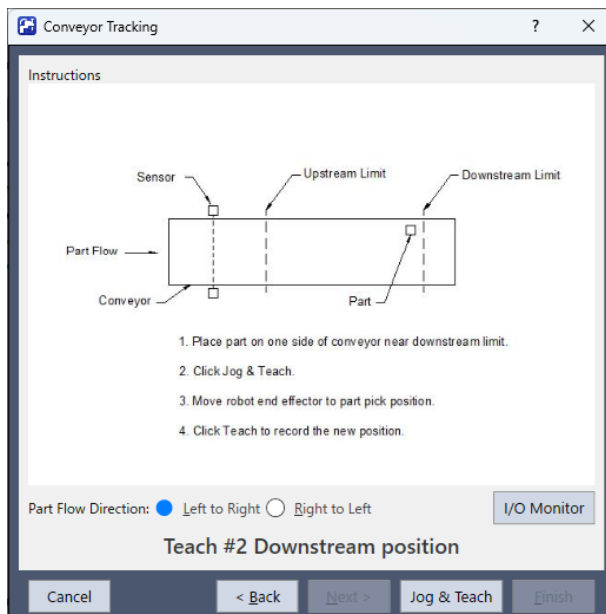 Conveyor Tracking
Instructions
Sensor
Upstream Limit
Downstream Limit
Part Flow
Conveyor
Part
1. Place part on one side of conveyor near downstream limit.
2. Click Jog & Teach.
3. Move robot end effector to part pick position.
4. Click Teach to record the new position.
Part Flow Direction: Left to Right Right to Left I/O Monitor
Teach #2 Downstream position
Cancel < Back Next > Jog & Teach Finish